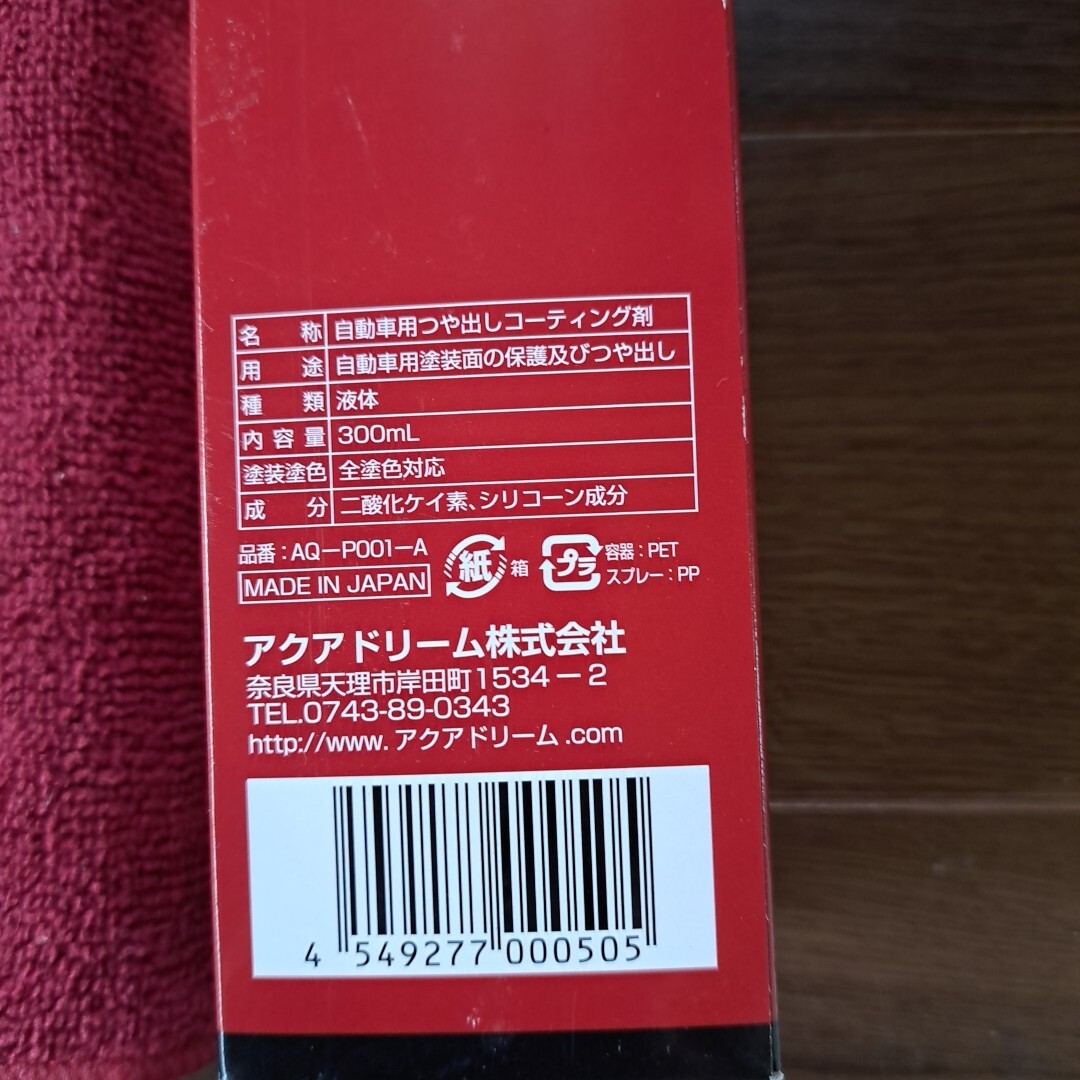 名称 自動車用つや出しコーティング剤
用途 自動車用塗装面の保護及びつや出し
種類 液体
内容量 300mL
塗装塗色 全塗色対応
成分 二酸化ケイ素、シリコーン成分
品番：AQ－P001－A 紙 箱 プラ 容器：PET
MADE IN JAPAN スプレー：PP
アクアドリーム株式会社
奈良県天理市岸田町1534－2
TEL.0743-89-0343
http://www.アクアドリーム.com
4 549277 000505